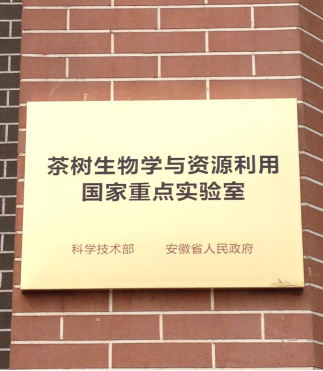 茶树生物学与资源利用
国家重点实验室
科学技术部 安徽省人民政府